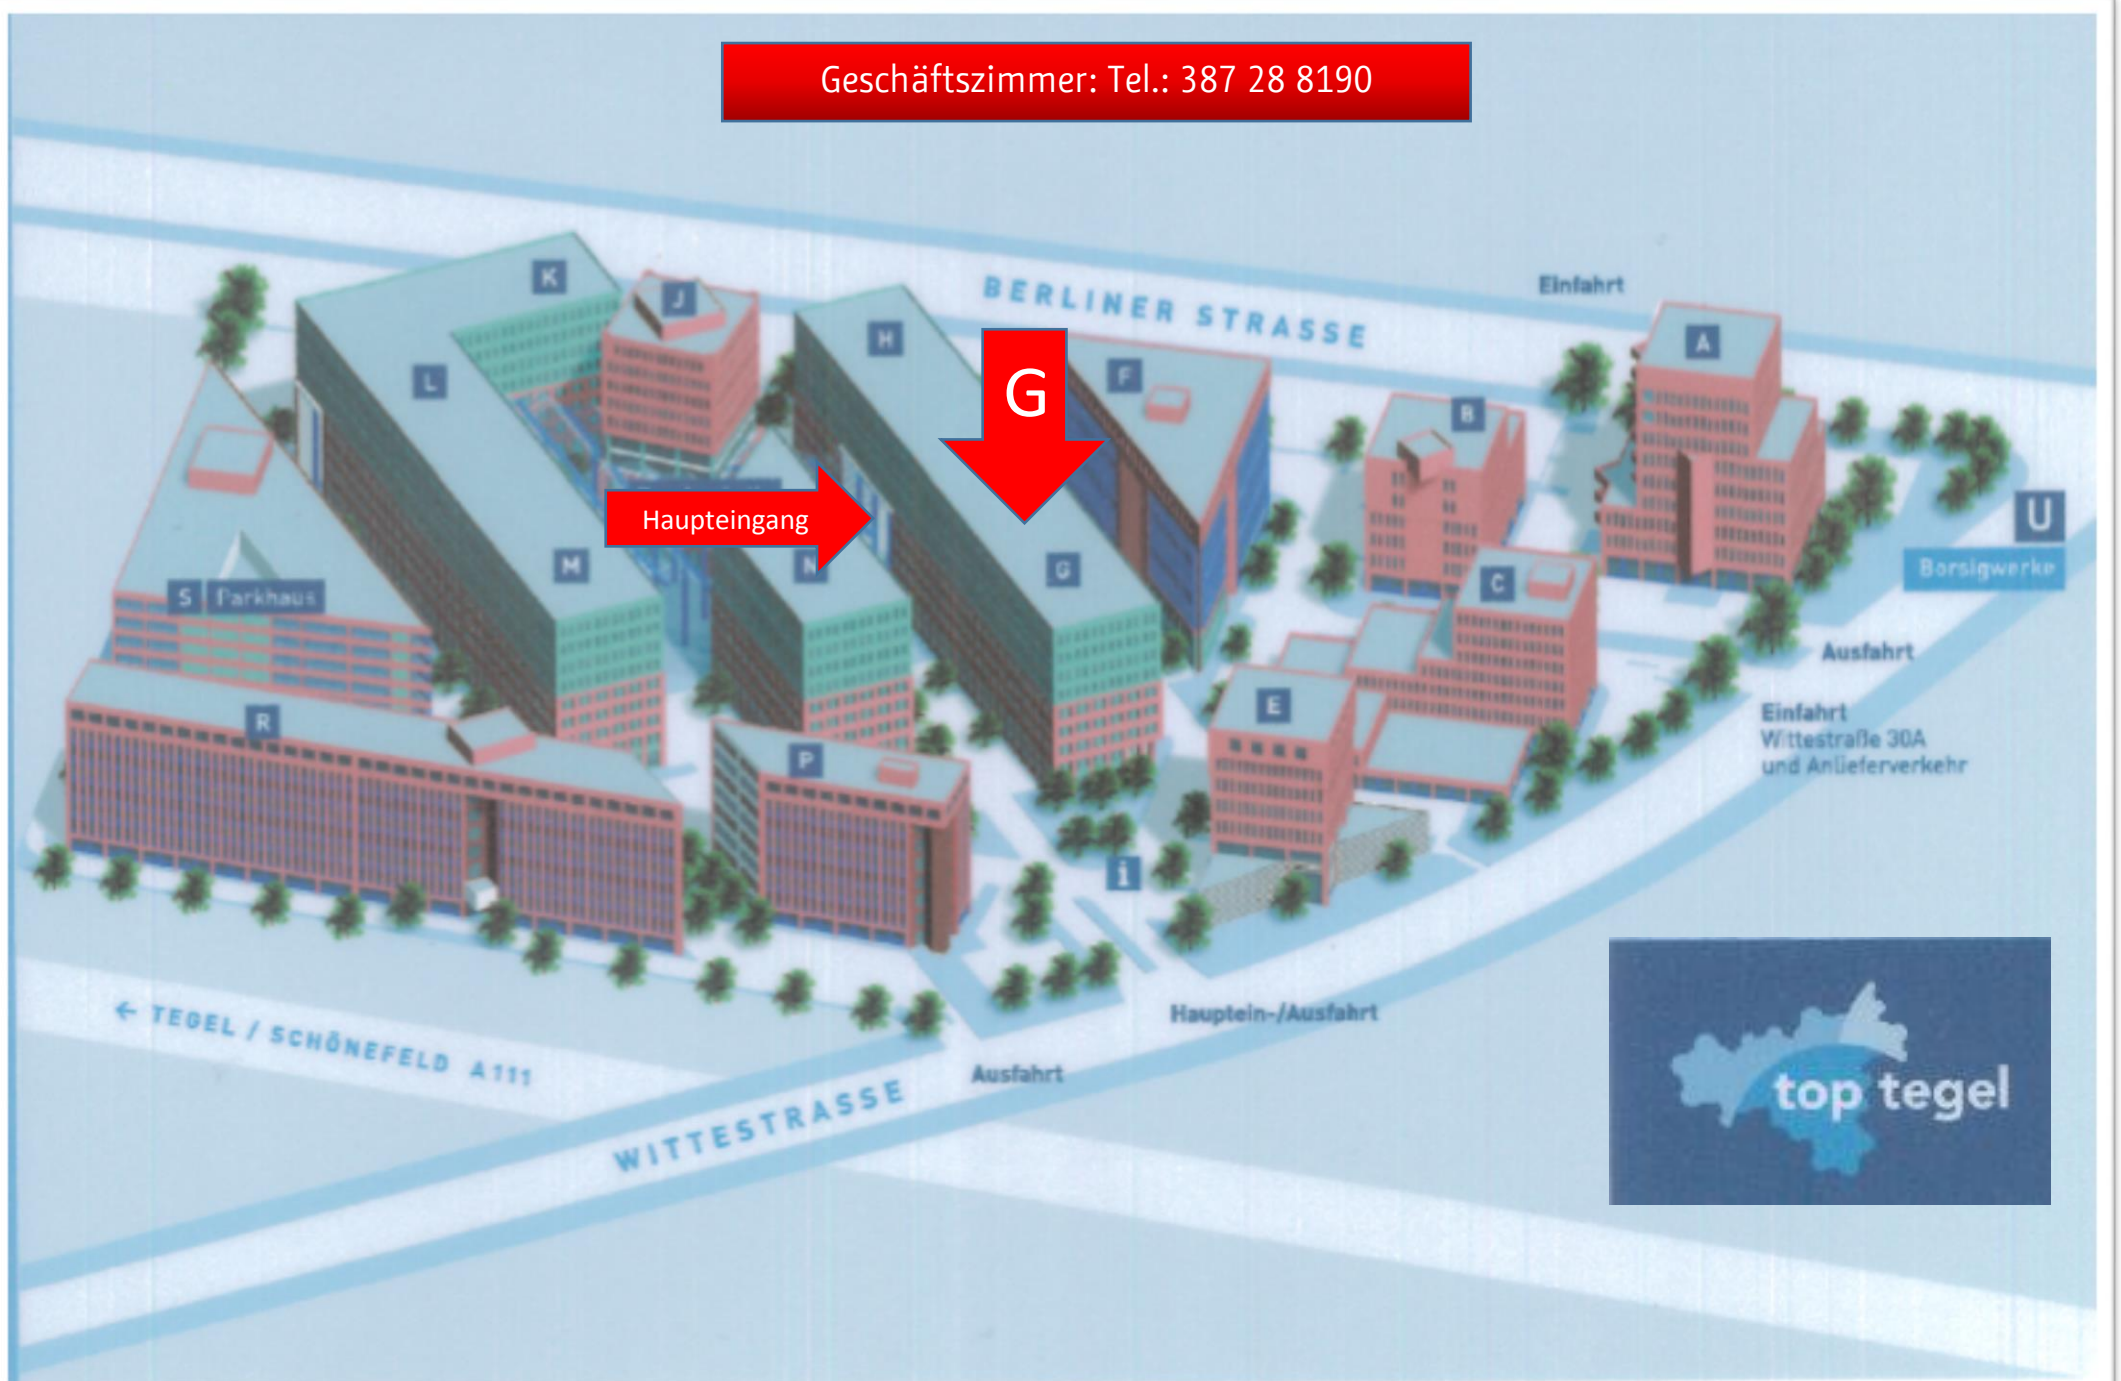 Geschäftszimmer: Tel.: 387 28 8190
BERLINER STRASSE
Einfahrt
K
J
H
G
F
A
L
B
Haupteingang
U
Borsigwerke
M
N
G
C
S Parkhaus
Ausfahrt
R
P
E
Einfahrt
Wittestraße 30A
und Anlieferverkehr
i
← TEGEL / SCHÖNEFELD A111
Hauptein-/Ausfahrt
Ausfahrt
WITTESTRASSE
top tegel